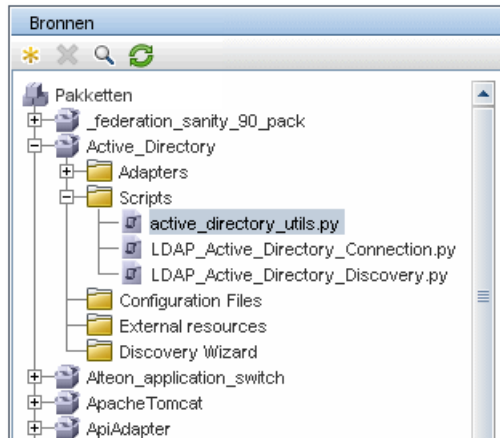 Bronnen
Pakketten
_federation_sanity_90_pack
Active_Directory
Adapters
Scripts
active_directory_utils.py
LDAP_Active_Directory_Connection.py
LDAP_Active_Directory_Discovery.py
Configuration Files
External resources
Discovery Wizard
Alteon_application_switch
ApacheTomcat
ApiAdapter